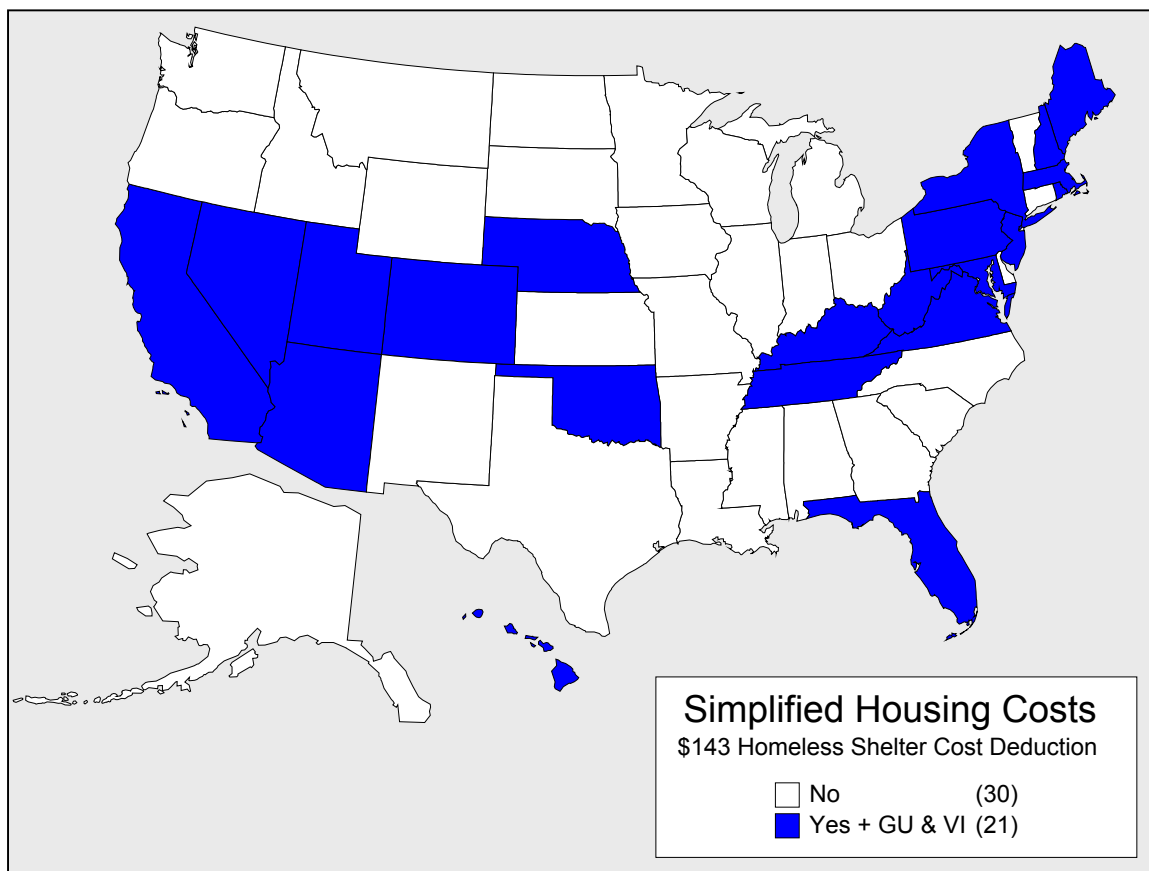 Simplified Housing Costs
$143 Homeless Shelter Cost Deduction
No (30)
Yes + GU & VI (21)